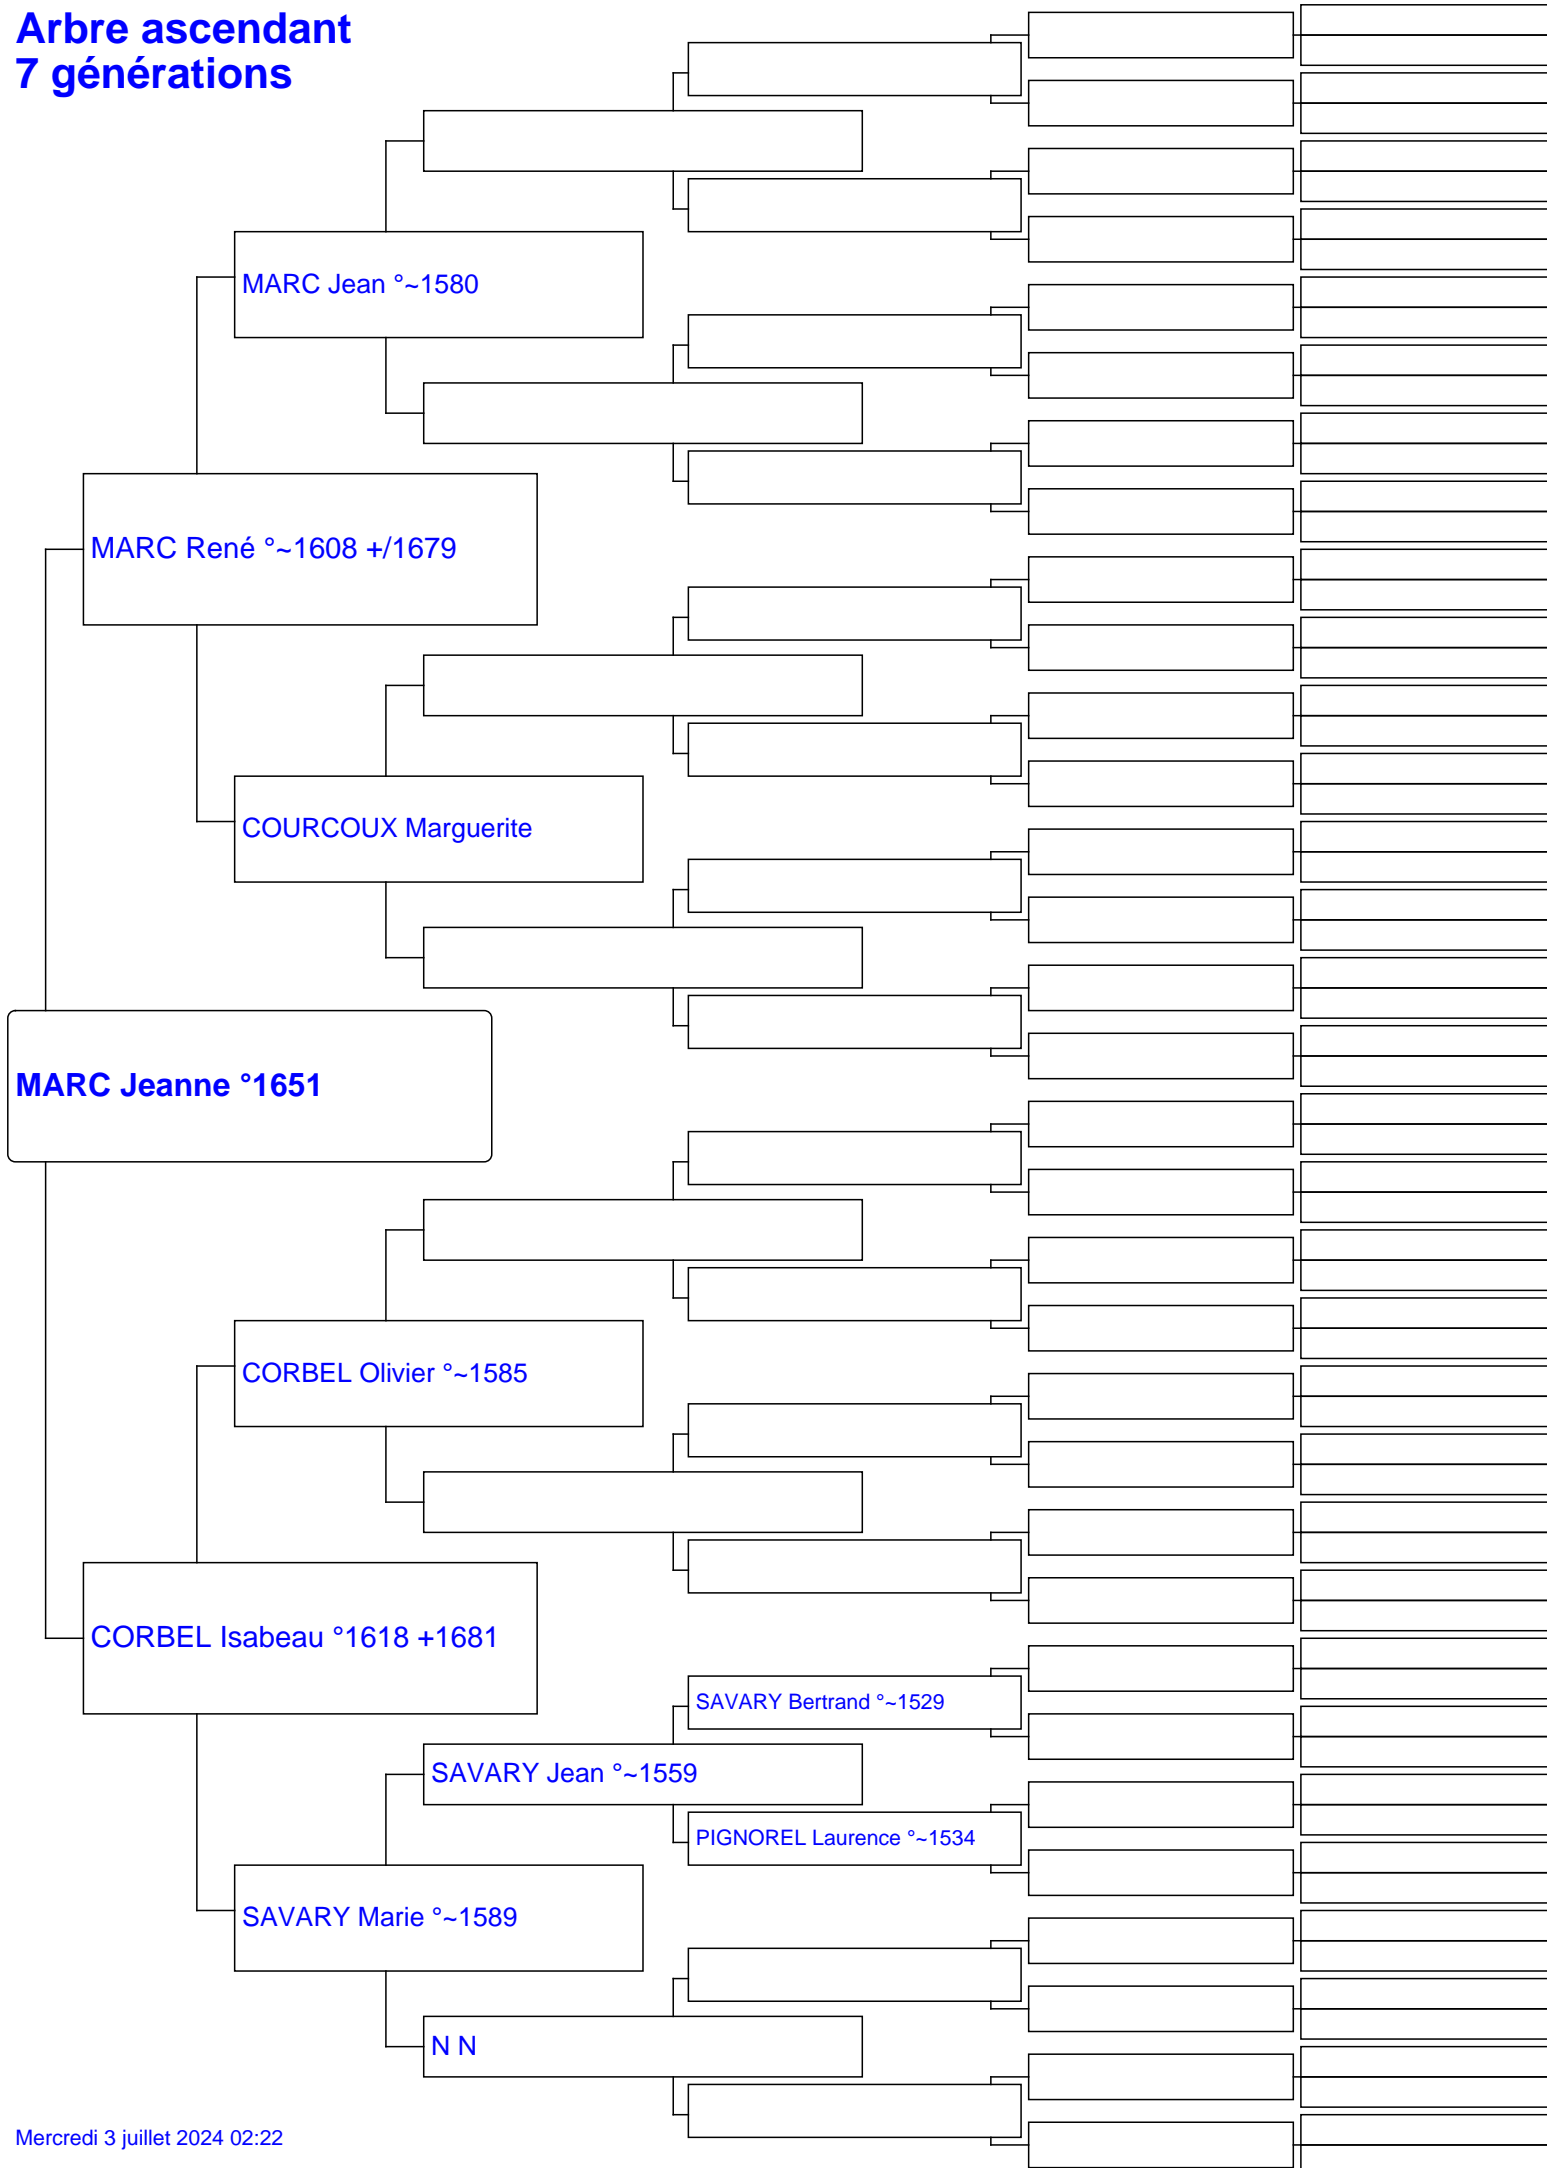 Arbre ascendant
7 générations
MARC Jean °~1580
MARC René °~1608 +/1679
COURCOUX Marguerite
MARC Jeanne °1651
CORBEL Olivier °~1585
CORBEL Isabeau °1618 +1681
SAVARY Bertrand °~1529
SAVARY Jean °~1559
PIGNOREL Laurence °~1534
SAVARY Marie °~1589
N N
Mercredi 3 juillet 2024 02:22